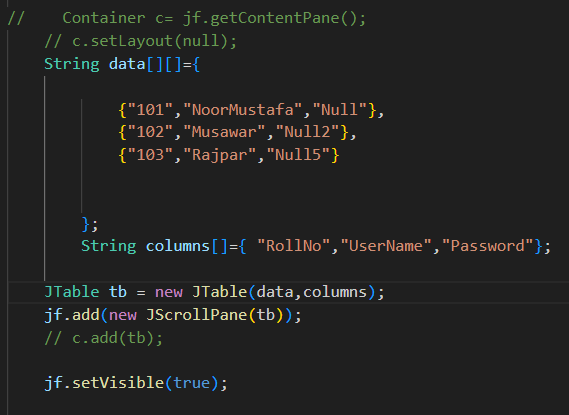 //    Container c= jf.getContentPane();
// c.setLayout(null);
String data[][]={
{"101","NoorMustafa","Null"},
{"102","Musawar","Null2"},
{"103","Rajpar","Null5"}
};
String columns[]={ "RollNo","UserName","Password"};
JTable tb = new JTable(data,columns);
jf.add(new JScrollPane(tb));
// c.add(tb);
jf.setVisible(true);